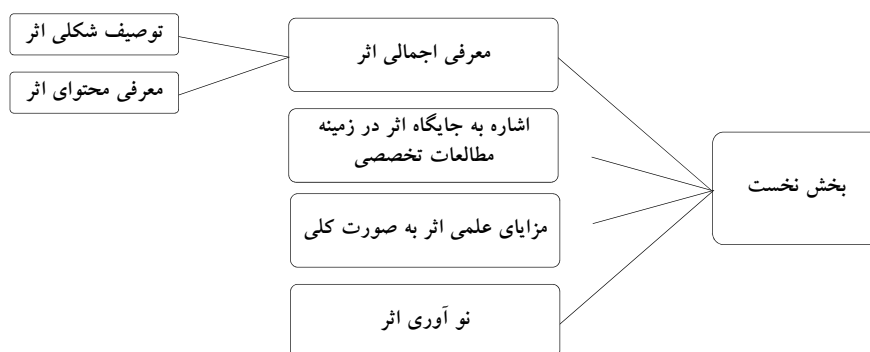 بخش نخست
معرفی اجمالی اثر
توصیف شکلی اثر
معرفی محتوای اثر
اشاره به جایگاه اثر در زمینه
مطالعات تخصصی
مزایای علمی اثر به صورت کلی
نو آوری اثر